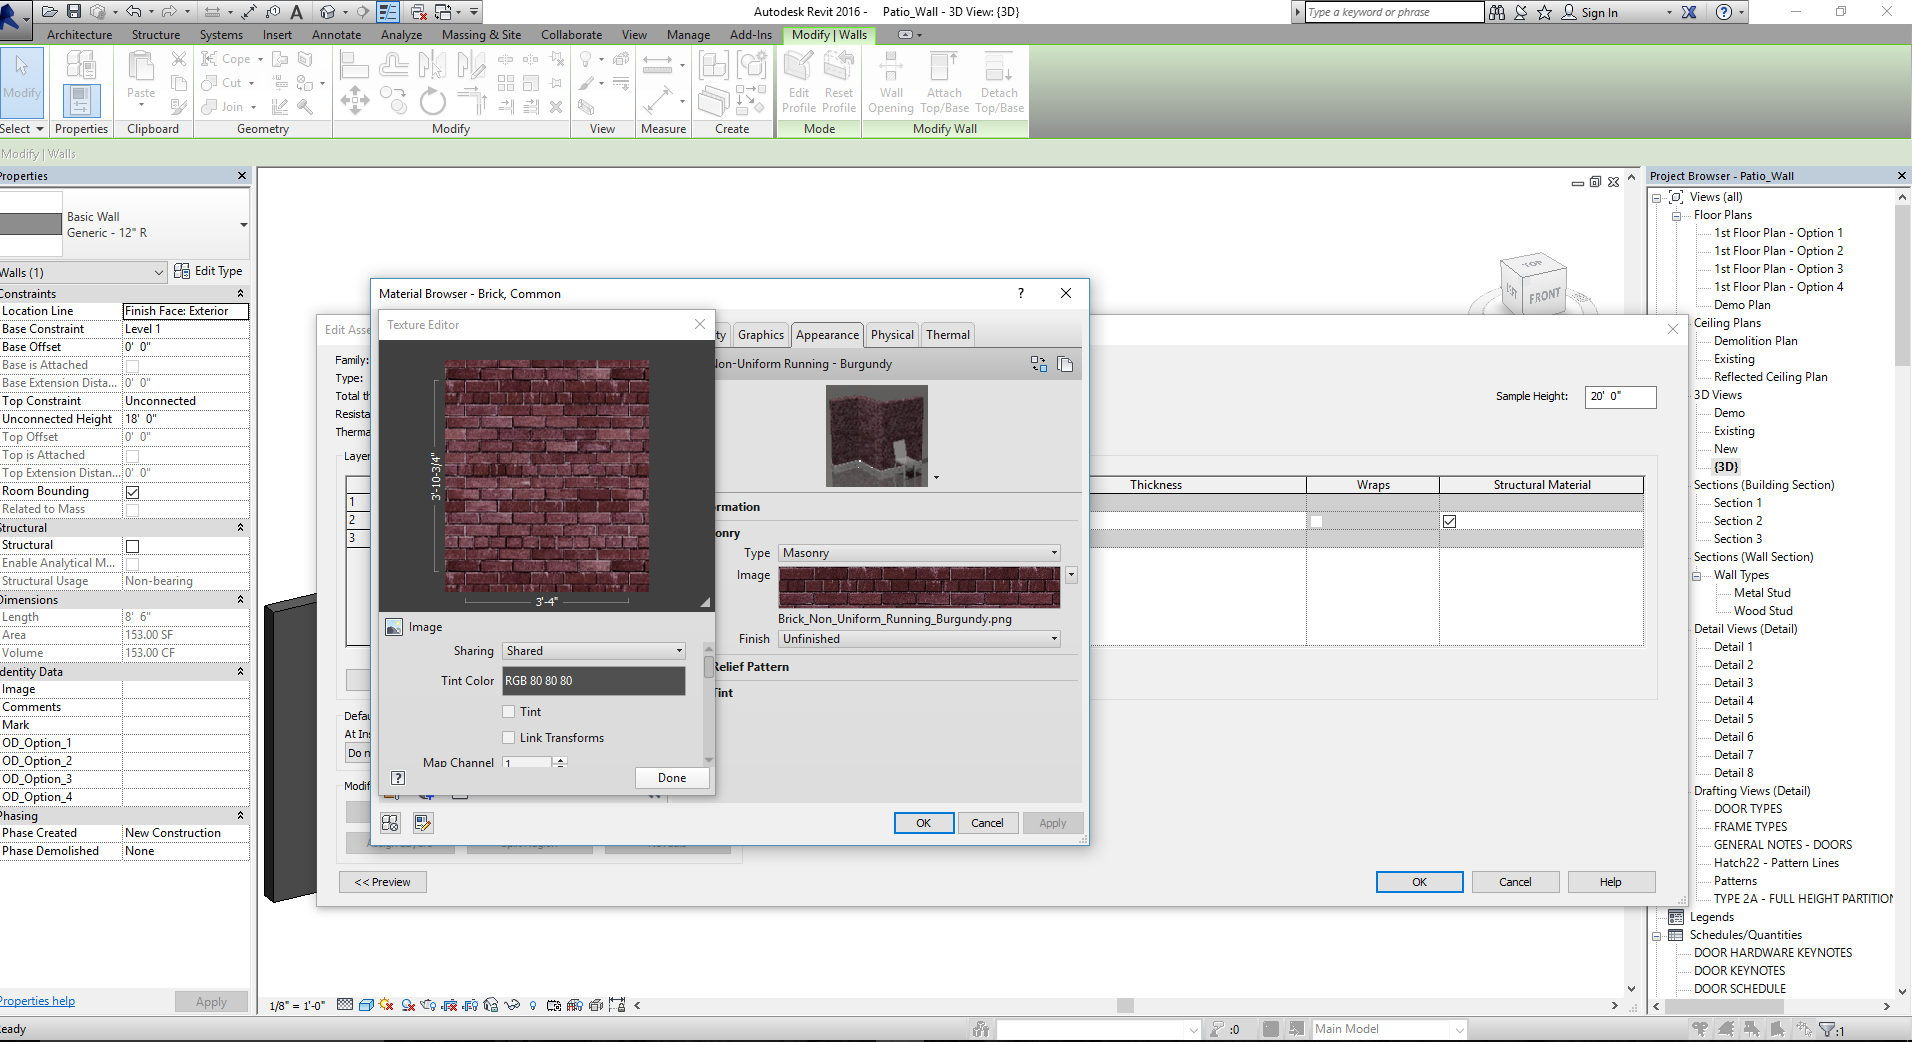 Autodesk Revit 2016 -    Patio_Wall - 3D View: {3D}
Type a keyword or phrase
Sign In
Architecture Structure Systems Insert Annotate Analyze Massing & Site Collaborate View Manage Add-Ins Modify | Walls
Modify
Paste
Cope
Cut
Join
Edit Profile
Reset Profile
Wall Opening
Attach Top/Base
Detach Top/Base
Select Properties Clipboard Geometry Modify View Measure Create Mode Modify Wall
Modify | Walls
Properties
Basic Wall
Generic - 12" R
Walls (1)
Edit Type
Constraints
Location Line Finish Face: Exterior
Base Constraint Level 1
Base Offset 0' 0"
Base is Attached
Base Extension Dista... 0' 0"
Top Constraint Unconnected
Unconnected Height 18' 0"
Top Offset 0' 0"
Top is Attached
Top Extension Distan... 0' 0"
Room Bounding
Related to Mass
Structural
Structural
Enable Analytical M...
Structural Usage Non-bearing
Dimensions
Length 8' 6"
Area 153.00 SF
Volume 153.00 CF
Identity Data
Image
Comments
Mark
OD_Option_1
OD_Option_2
OD_Option_3
OD_Option_4
Phasing
Phase Created New Construction
Phase Demolished None
Properties help
Apply
TOP
FRONT
Edit Asse
Family:
Type:
Total th
Resista
Therma
Layer
1
2
3
Defau
At Ins
Do n
Modif
<< Preview
Sample Height: 20' 0"
Thickness Wraps Structural Material
OK Cancel Help
Material Browser - Brick, Common
?
ty Graphics Appearance Physical Thermal
Non-Uniform Running - Burgundy
ormation
onry
Type Masonry
Image
Brick_Non_Uniform_Running_Burgundy.png
Finish Unfinished
Relief Pattern
Tint
OK Cancel Apply
Texture Editor
3'-10-3/4"
3'-4"
Image
Sharing Shared
Tint Color RGB 80 80 80
Tint
Link Transforms
Map Channel 1
?
Done
Project Browser - Patio_Wall
Views (all)
Floor Plans
1st Floor Plan - Option 1
1st Floor Plan - Option 2
1st Floor Plan - Option 3
1st Floor Plan - Option 4
Demo Plan
Ceiling Plans
Demolition Plan
Existing
Reflected Ceiling Plan
3D Views
Demo
Existing
New
{3D}
Sections (Building Section)
Section 1
Section 2
Section 3
Sections (Wall Section)
Wall Types
Metal Stud
Wood Stud
Detail Views (Detail)
Detail 1
Detail 2
Detail 3
Detail 4
Detail 5
Detail 6
Detail 7
Detail 8
Drafting Views (Detail)
DOOR TYPES
FRAME TYPES
GENERAL NOTES - DOORS
Hatch22 - Pattern Lines
Patterns
TYPE 2A - FULL HEIGHT PARTITION
Legends
Schedules/Quantities
DOOR HARDWARE KEYNOTES
DOOR KEYNOTES
DOOR SCHEDULE
1/8" = 1'-0"
Ready
:0
Main Model
:1